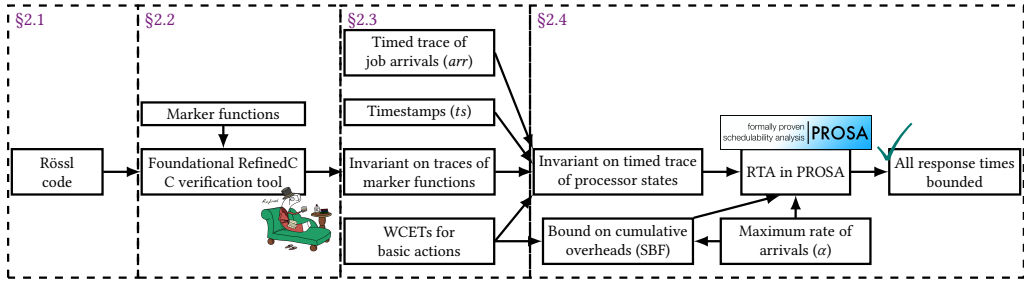 §2.1
§2.2
§2.3
§2.4
Timed trace of
job arrivals (arr)
Marker functions
Timestamps (ts)
formally proven
schedulability analysis
PROSA
Rössl
code
Foundational RefinedC
C verification tool
Invariant on traces of
marker functions
Invariant on timed trace
of processor states
RTA in PROSA
All response times
bounded
RefinedC
WCETs for
basic actions
Bound on cumulative
overheads (SBF)
Maximum rate of
arrivals (α)